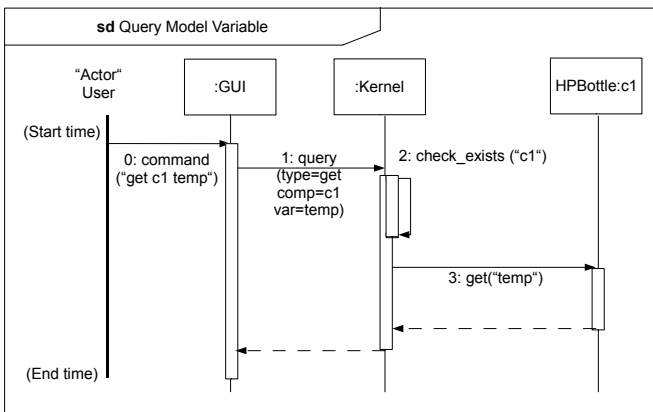 sd Query Model Variable
“Actor“
User
:GUI
:Kernel
HPBottle:c1
(Start time)
0: command
(“get c1 temp“)
1: query
(type=get
comp=c1
var=temp)
2: check_exists (“c1“)
3: get(“temp“)
(End time)